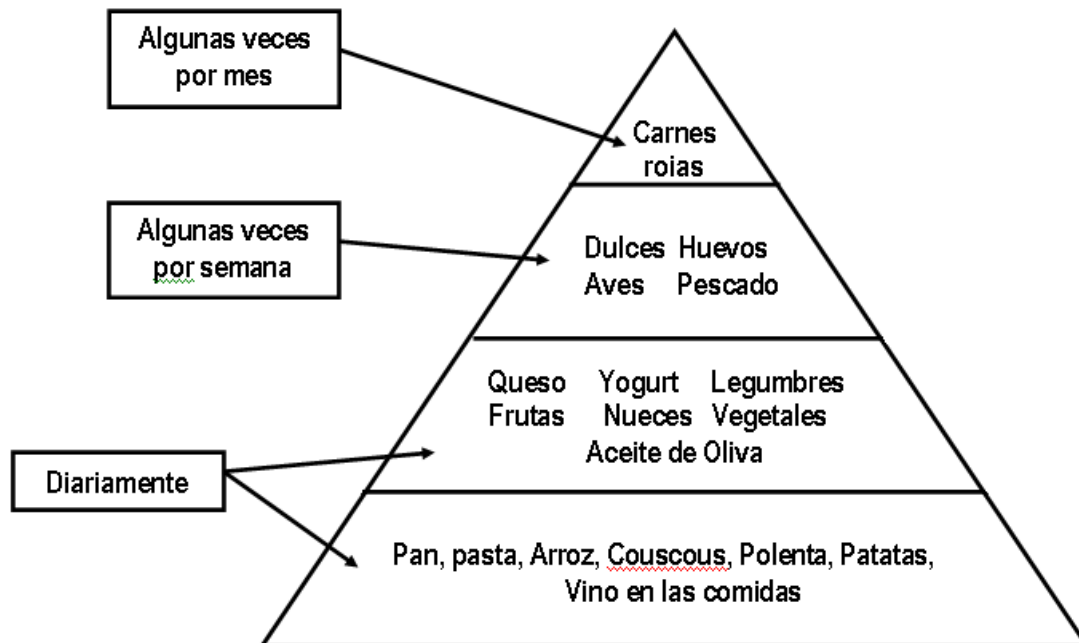 Algunas veces
por mes
Carnes
roias
Algunas veces
por semana
Dulces Huevos
Aves Pescado
Queso Yogurt Legumbres
Frutas Nueces Vegetales
Aceite de Oliva
Diariamente
Pan, pasta, Arroz, Couscous, Polenta, Patatas,
Vino en las comidas